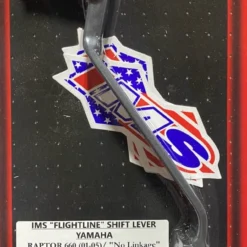 IMS
IMS "FLIGHTLINE" SHIFT LEVER
YAMAHA
RAPTOR 660 (01-05) / "No Linkage"